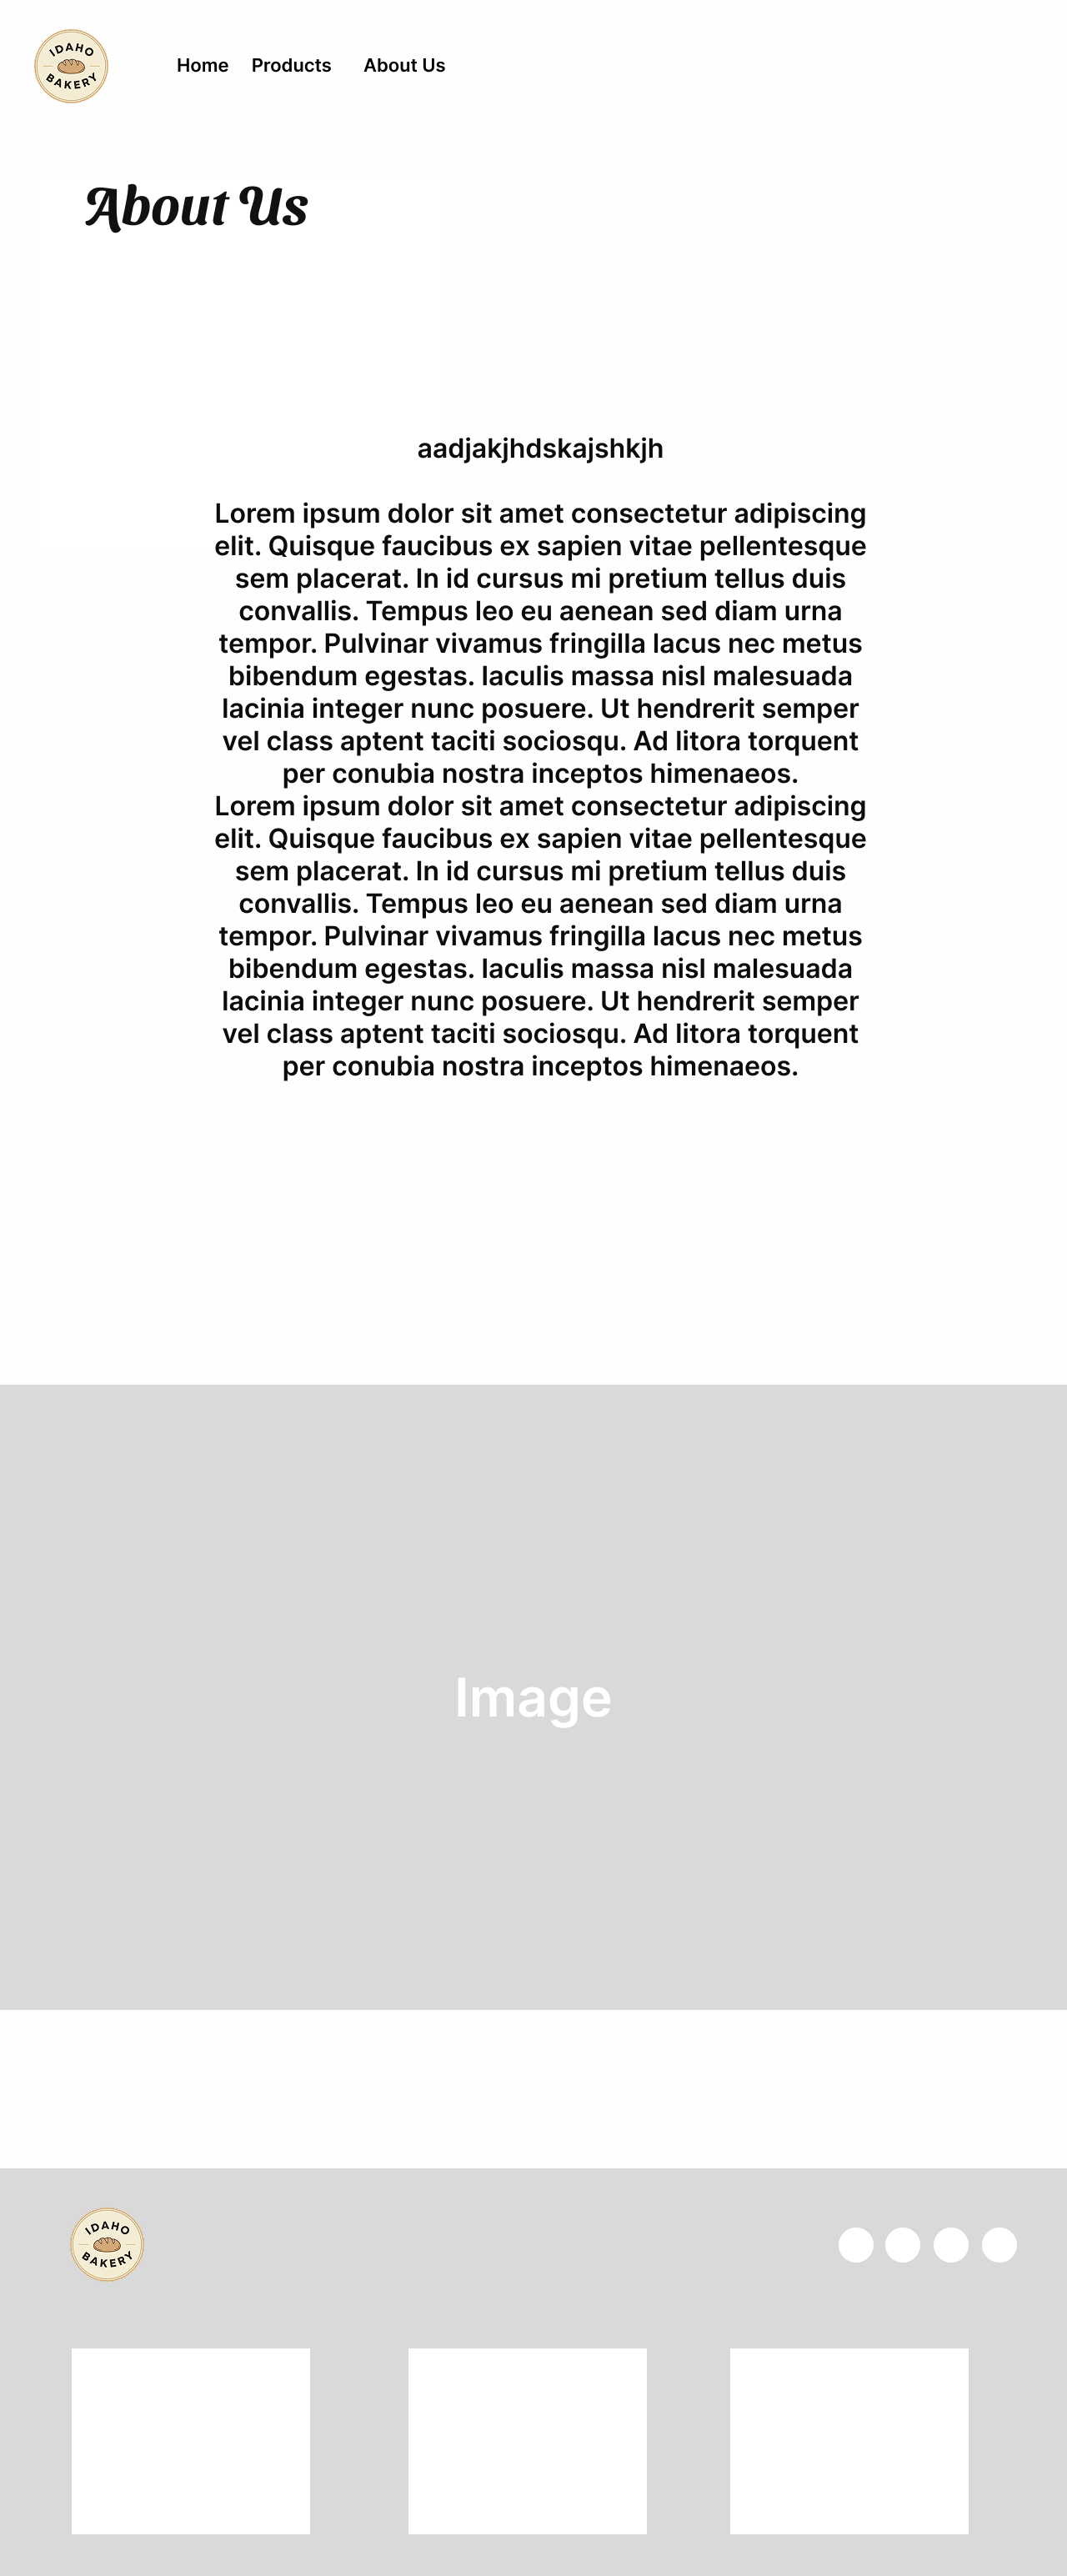 IDAHO
BAKERY
Home Products About Us
About Us
aadjakjhdskajshkjh
Lorem ipsum dolor sit amet consectetur adipiscing
elit. Quisque faucibus ex sapien vitae pellentesque
sem placerat. In id cursus mi pretium tellus duis
convallis. Tempus leo eu aenean sed diam urna
tempor. Pulvinar vivamus fringilla lacus nec metus
bibendum egestas. Iaculis massa nisl malesuada
lacinia integer nunc posuere. Ut hendrerit semper
vel class aptent taciti sociosqu. Ad litora torquent
per conubia nostra inceptos himenaeos.
Lorem ipsum dolor sit amet consectetur adipiscing
elit. Quisque faucibus ex sapien vitae pellentesque
sem placerat. In id cursus mi pretium tellus duis
convallis. Tempus leo eu aenean sed diam urna
tempor. Pulvinar vivamus fringilla lacus nec metus
bibendum egestas. Iaculis massa nisl malesuada
lacinia integer nunc posuere. Ut hendrerit semper
vel class aptent taciti sociosqu. Ad litora torquent
per conubia nostra inceptos himenaeos.
Image
IDAHO
BAKERY